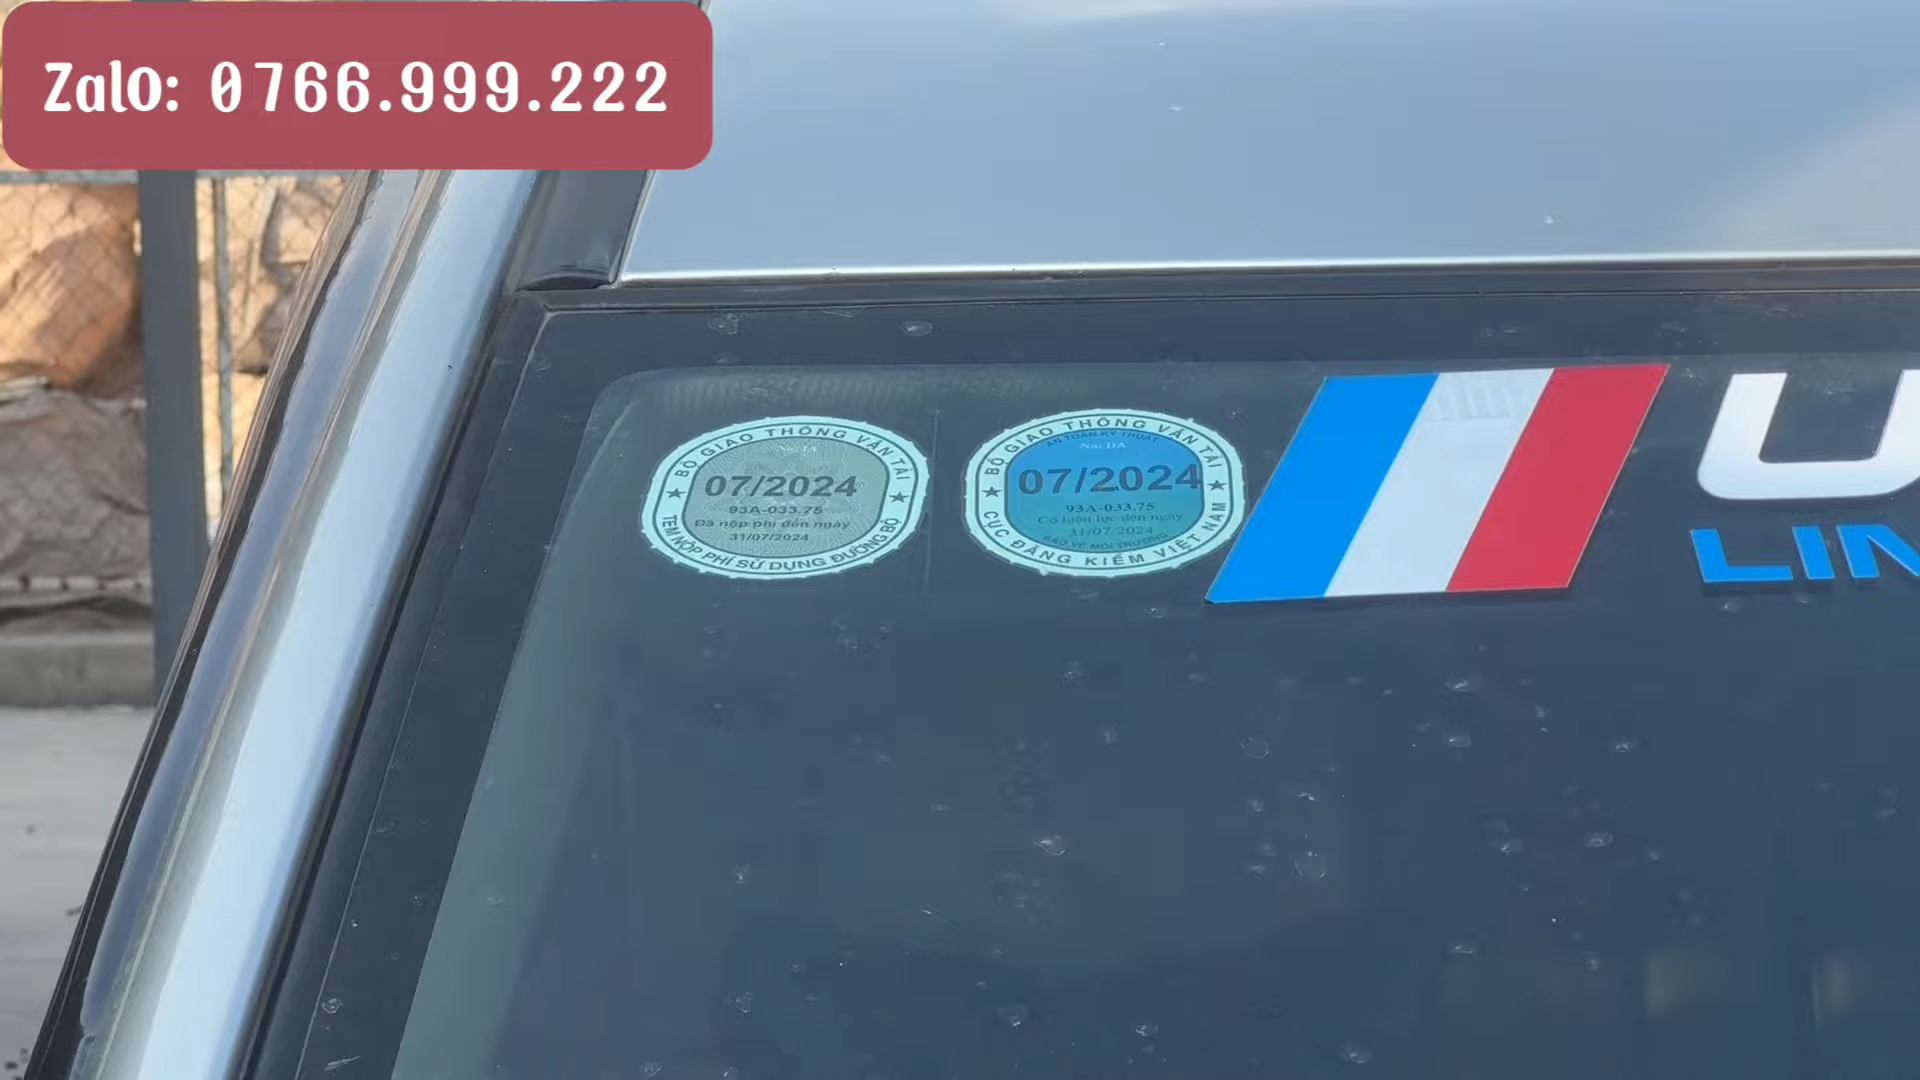 Zalo: 0766.999.222
BỘ GIAO THÔNG VẬN TẢI
07/2024
93A-033.75
Đã nộp phí đến ngày
31/07/2024
TEM NỘP PHÍ SỬ DỤNG ĐƯỜNG BỘ
BỘ GIAO THÔNG VẬN TẢI
AN TOÀN KỸ THUẬT
No: DA
07/2024
93A-033.75
Có hiệu lực đến ngày
31/07/2024
BẢO VỆ MÔI TRƯỜNG
CỤC ĐĂNG KIỂM VIỆT NAM